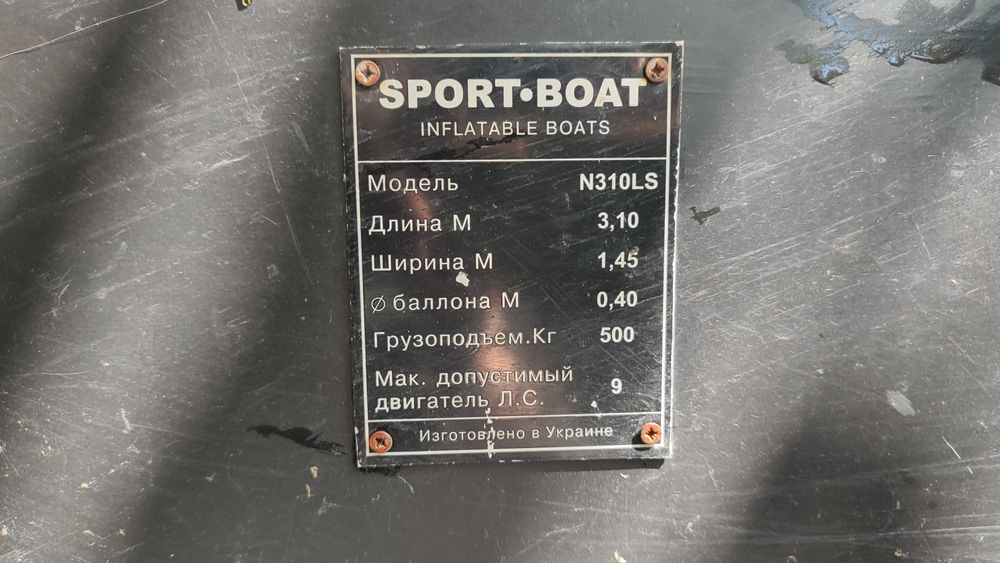 SPORT•BOAT
INFLATABLE BOATS
Модель N310LS
Длина М 3,10
Ширина М 1,45
⌀ баллона М 0,40
Грузоподъем.Кг 500
Мак. допустимый
двигатель Л.С. 9
Изготовлено в Украине